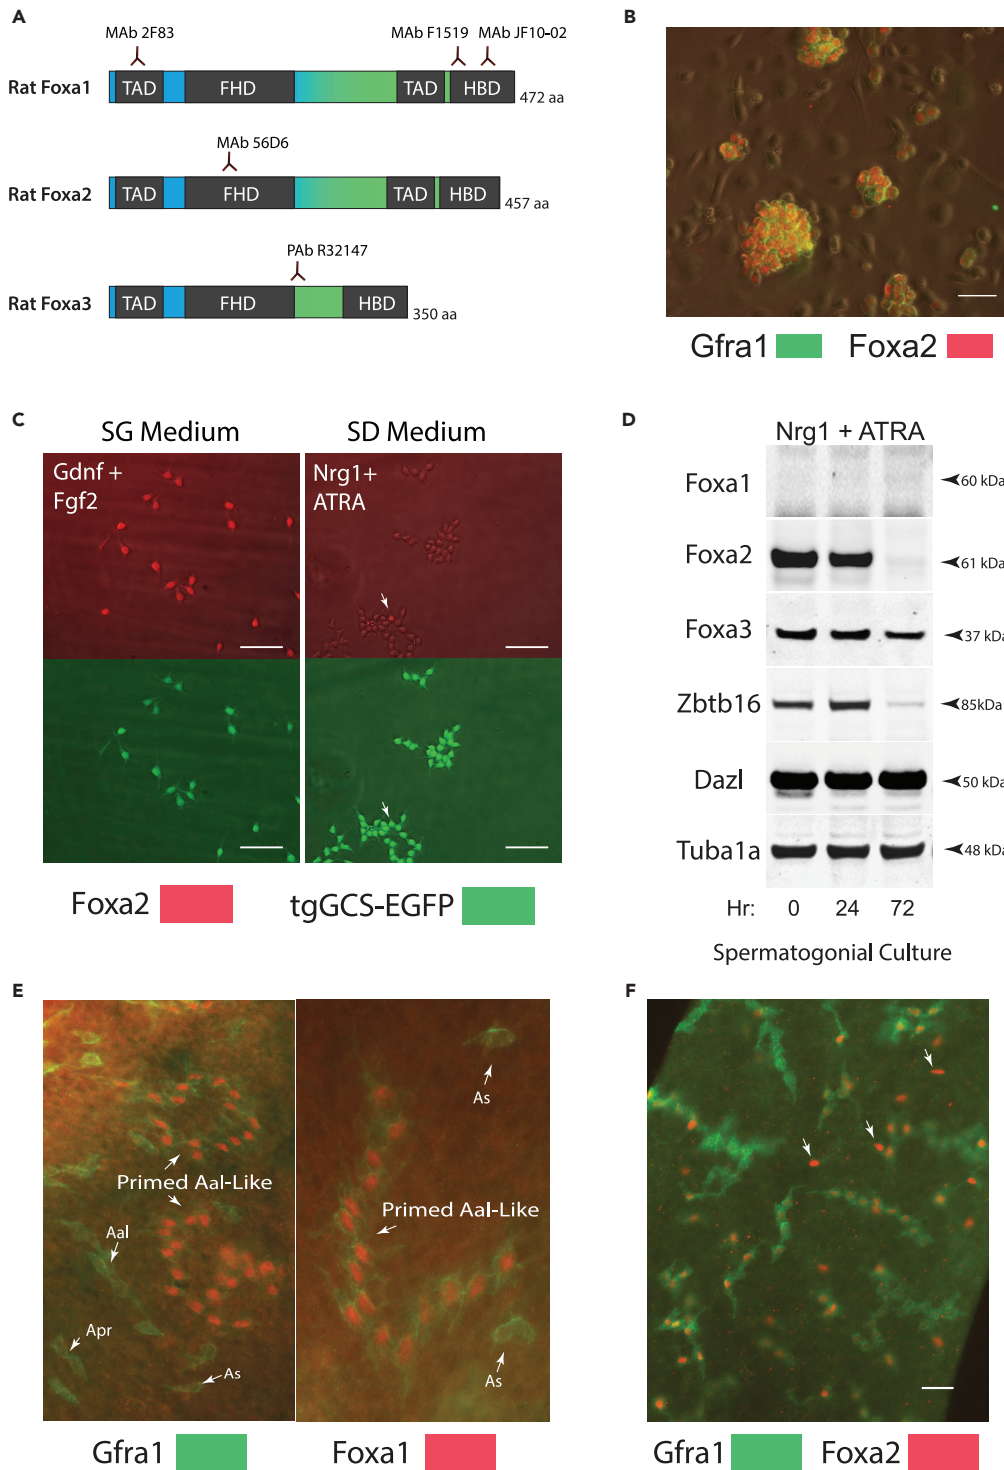 A
MAb 2F83
MAb F1519
MAb JF10-02
Rat Foxa1
TAD
FHD
TAD
HBD
472 aa
MAb 56D6
Rat Foxa2
TAD
FHD
TAD
HBD
457 aa
PAb R32147
Rat Foxa3
TAD
FHD
HBD
350 aa
B
Gfra1
Foxa2
C
SG Medium
SD Medium
Gdnf +
Fgf2
Nrg1+
ATRA
Foxa2
tgGCS-EGFP
D
Nrg1 + ATRA
Foxa1
60 kDa
Foxa2
61 kDa
Foxa3
37 kDa
Zbtb16
85kDa
Dazl
50 kDa
Tuba1a
48 kDa
Hr: 0 24 72
Spermatogonial Culture
E
Primed Aal-Like
Aal
Apr
As
As
Primed Aal-Like
As
Gfra1
Foxa1
F
Gfra1
Foxa2